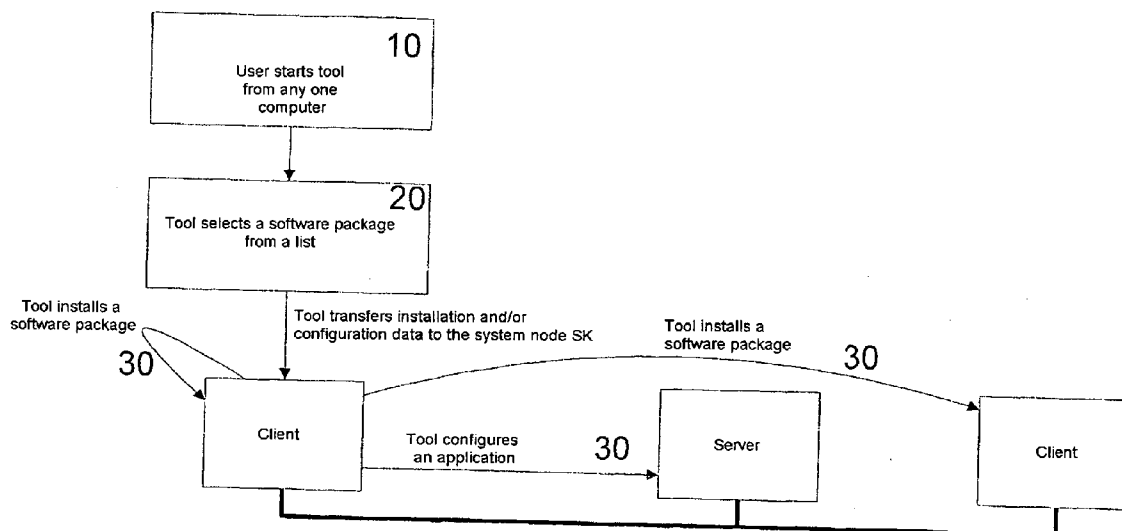 10
User starts tool
from any one
computer
20
Tool selects a software package
from a list
Tool installs a
software package
30
Tool transfers installation and/or
configuration data to the system node SK
Tool installs a
software package
30
Client
Tool configures
an application
30
Server
Client